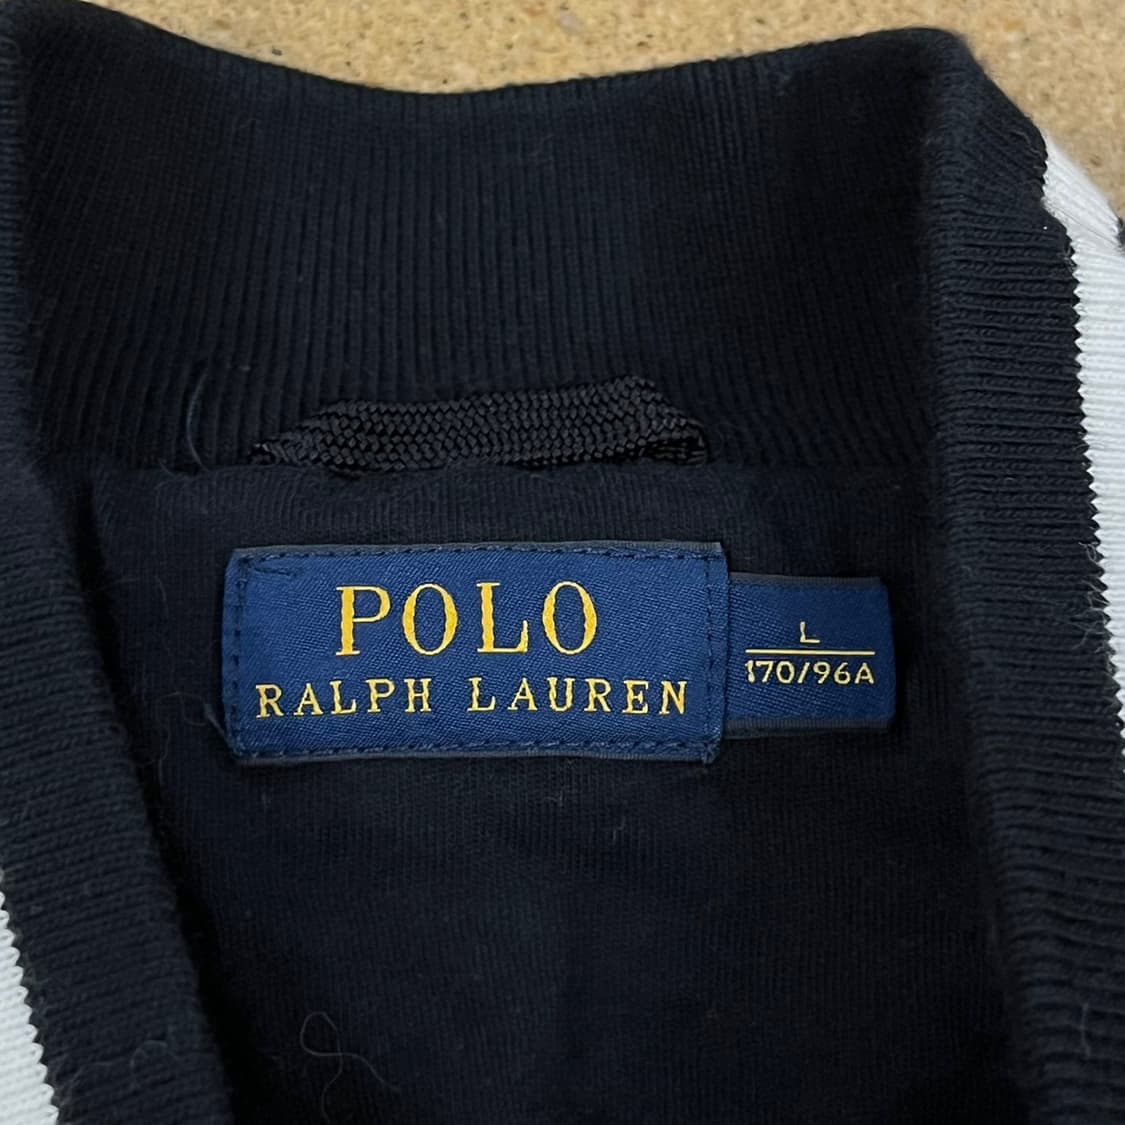 POLO
RALPH LAUREN
L
170/96A